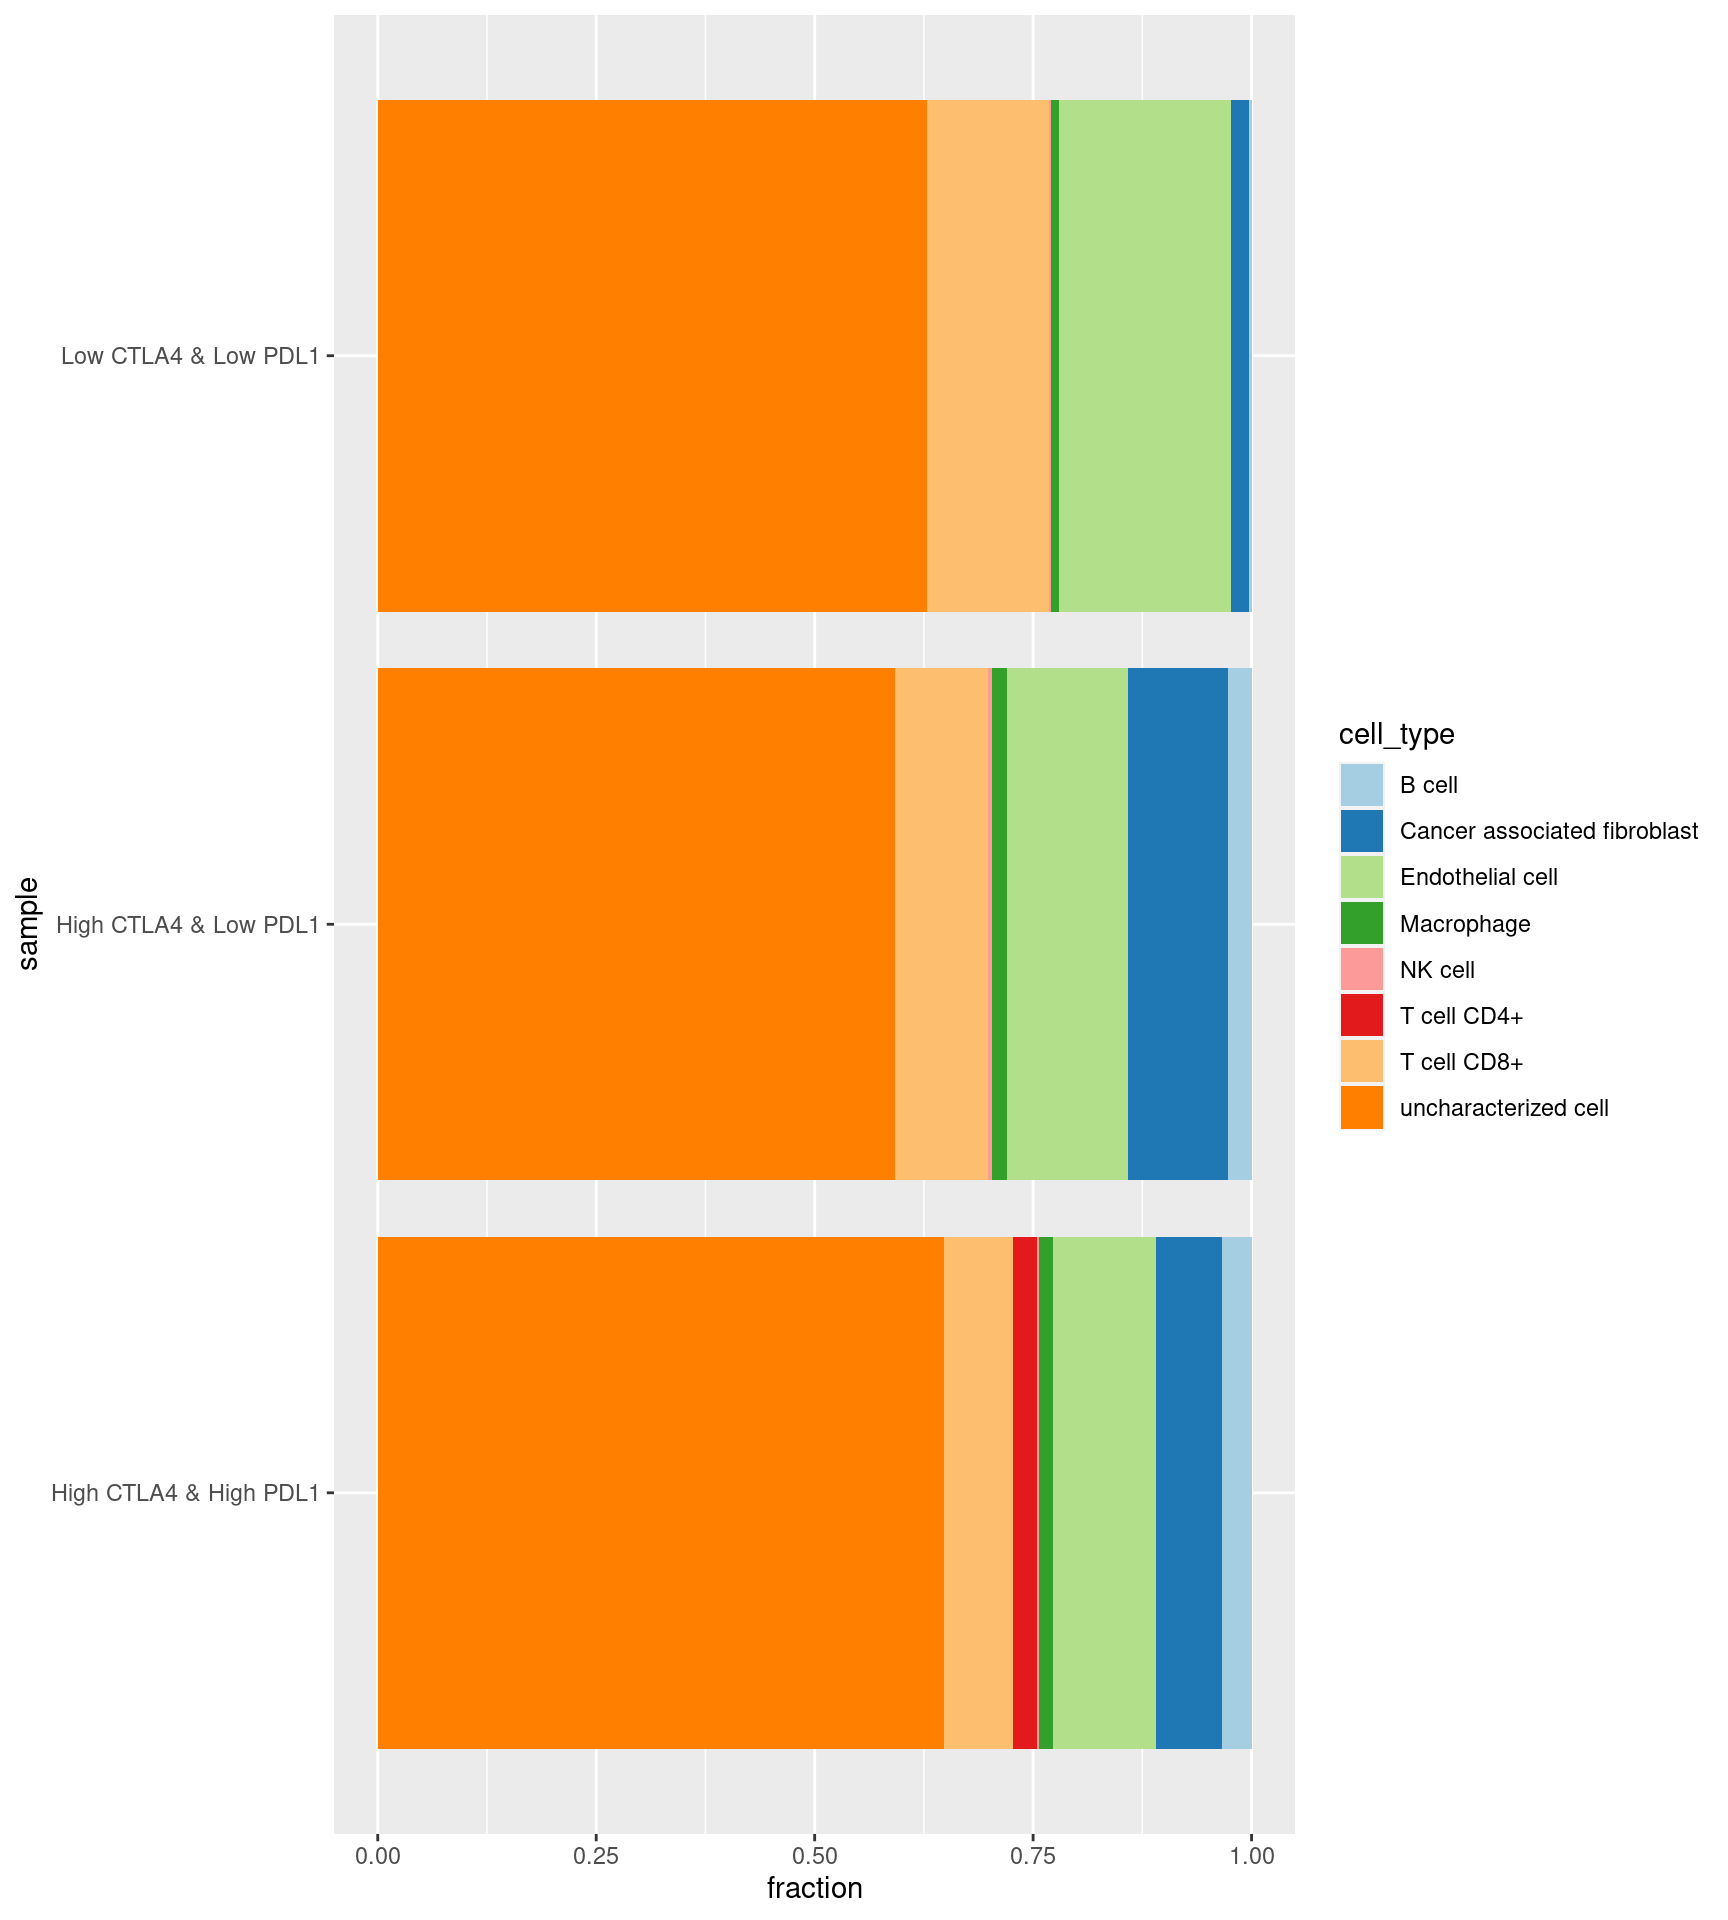 Low CTLA4 & Low PDL1
High CTLA4 & Low PDL1
High CTLA4 & High PDL1
sample
0.00 0.25 0.50 0.75 1.00
fraction
cell_type
B cell
Cancer associated fibroblast
Endothelial cell
Macrophage
NK cell
T cell CD4+
T cell CD8+
uncharacterized cell